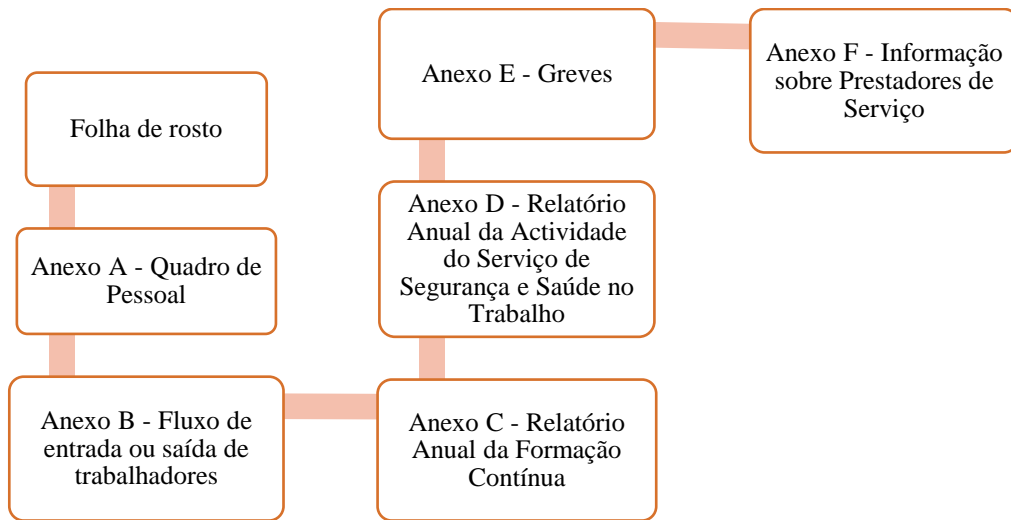 Folha de rosto
Anexo A - Quadro de
Pessoal
Anexo B - Fluxo de
entrada ou saída de
trabalhadores
Anexo C - Relatório
Anual da Formação
Contínua
Anexo D - Relatório
Anual da Actividade
do Serviço de
Segurança e Saúde no
Trabalho
Anexo E - Greves
Anexo F - Informação
sobre Prestadores de
Serviço